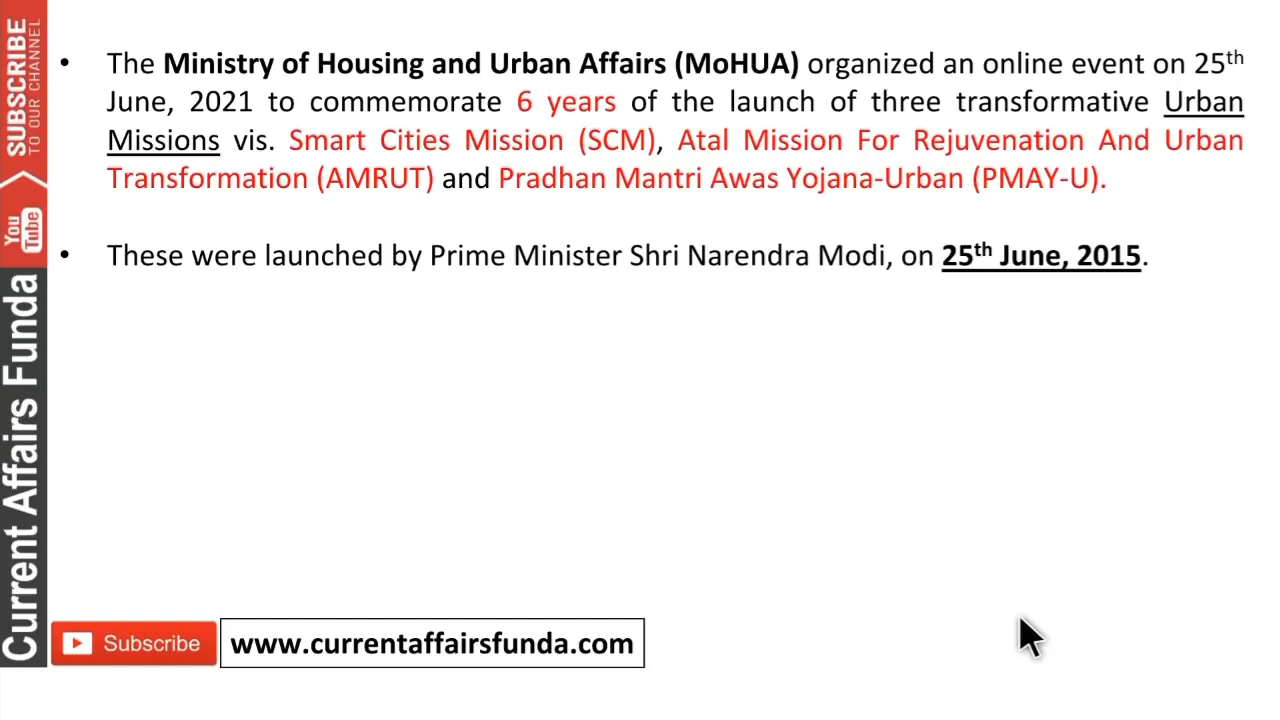 • The Ministry of Housing and Urban Affairs (MoHUA) organized an online event on 25th
June, 2021 to commemorate 6 years of the launch of three transformative Urban
Missions vis. Smart Cities Mission (SCM), Atal Mission For Rejuvenation And Urban
Transformation (AMRUT) and Pradhan Mantri Awas Yojana-Urban (PMAY-U).
• These were launched by Prime Minister Shri Narendra Modi, on 25th June, 2015.
SUBSCRIBE
TO OUR CHANNEL
You
Tube
Current Affairs Funda
Subscribe
www.currentaffairsfunda.com